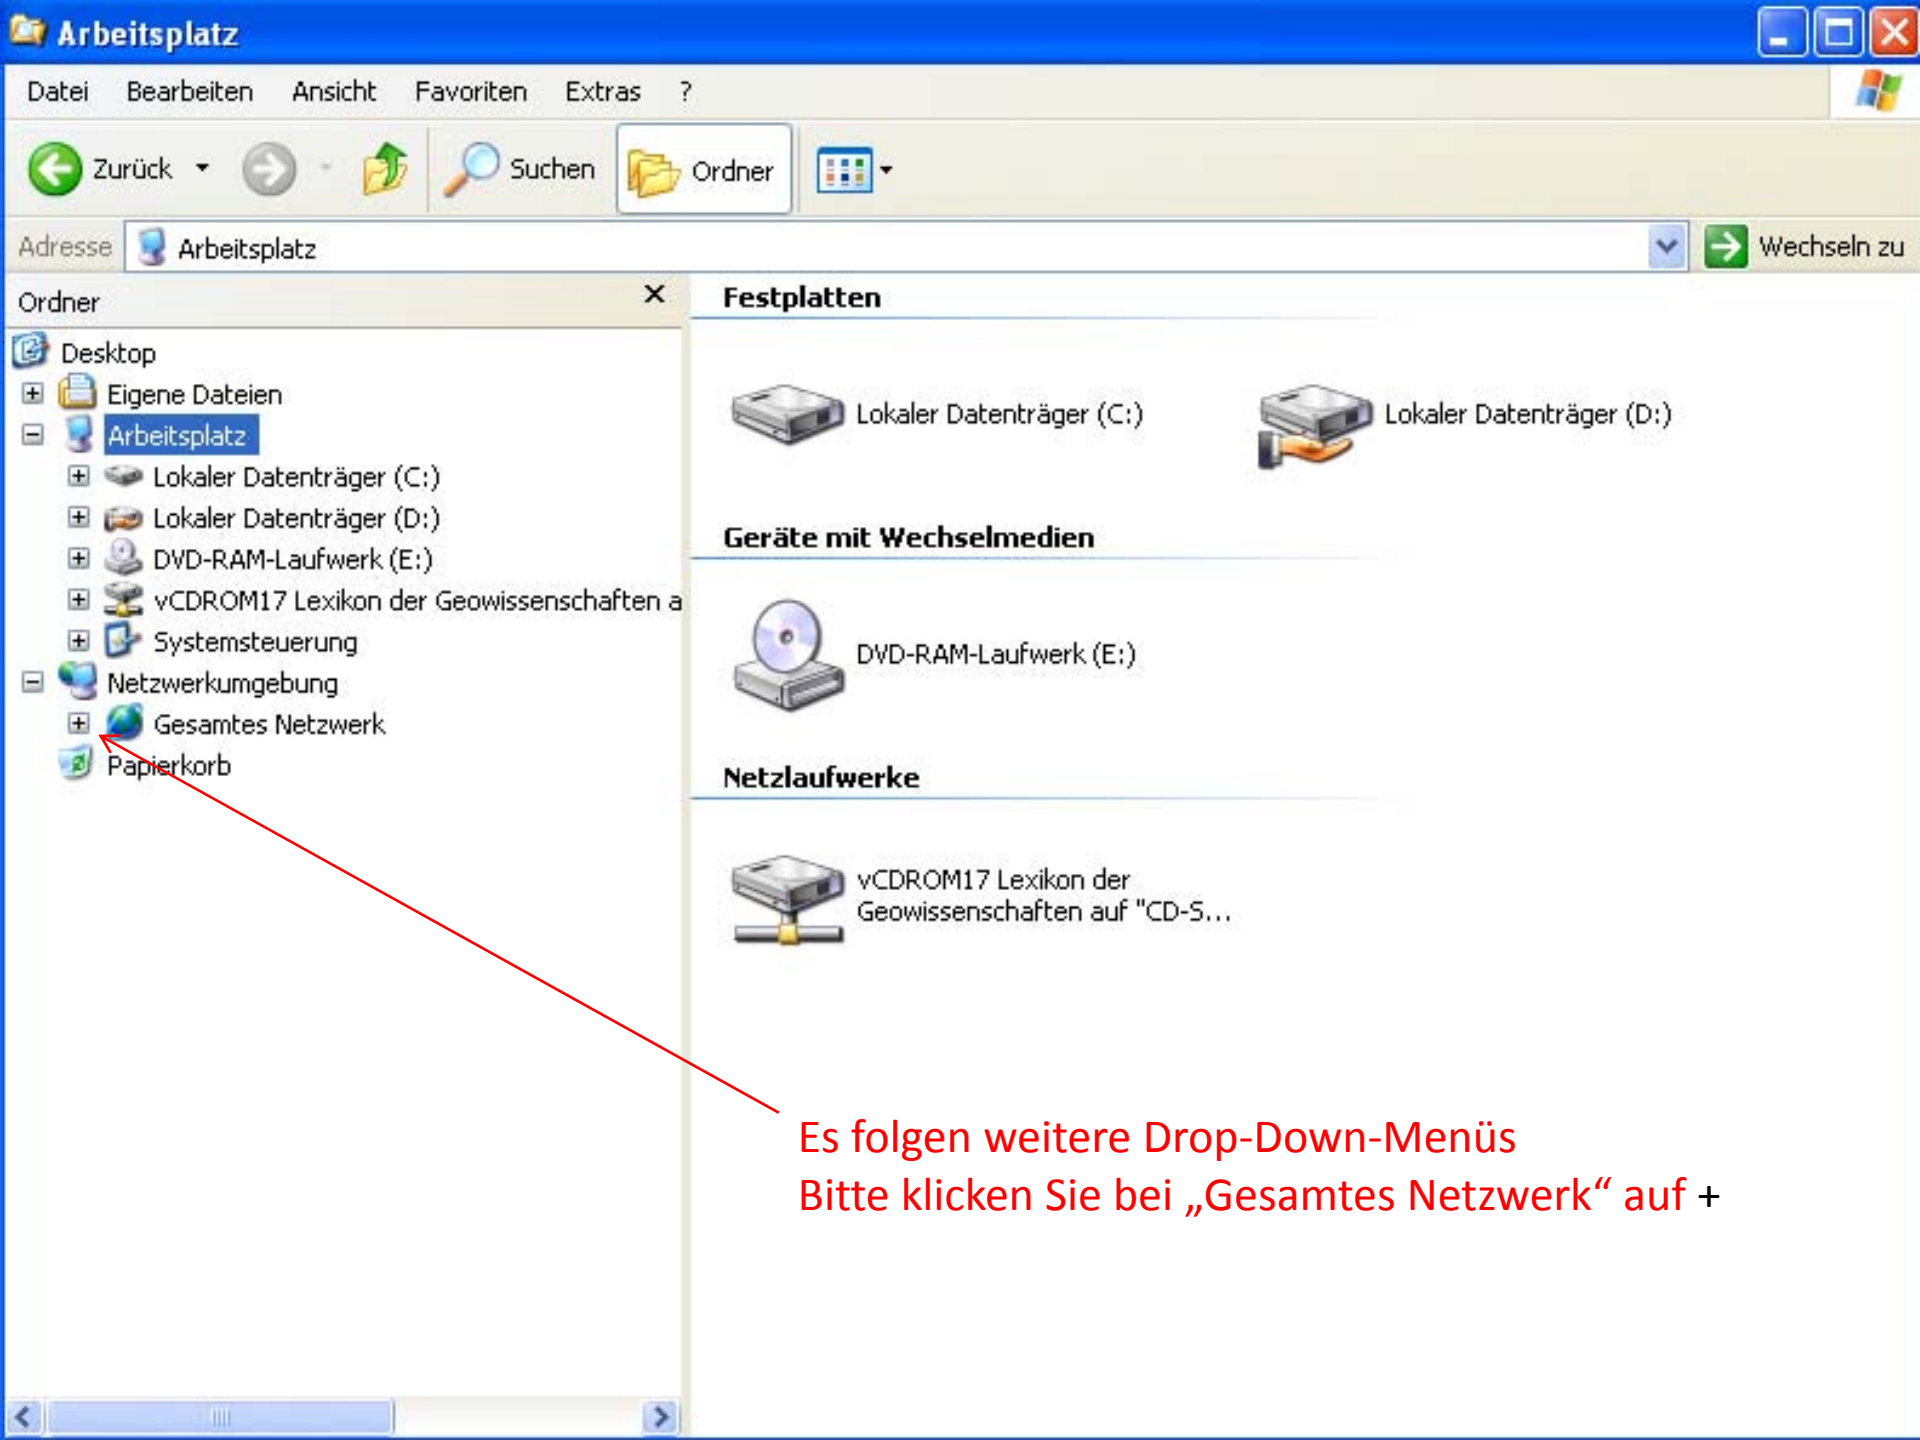 Arbeitsplatz
Datei Bearbeiten Ansicht Favoriten Extras ?
Zurück Suchen Ordner
Adresse Arbeitsplatz Wechseln zu
Ordner
Desktop
Eigene Dateien
Arbeitsplatz
Lokaler Datenträger (C:)
Lokaler Datenträger (D:)
DVD-RAM-Laufwerk (E:)
vCDROM17 Lexikon der Geowissenschaften a
Systemsteuerung
Netzwerkumgebung
Gesamtes Netzwerk
Papierkorb
Festplatten
Lokaler Datenträger (C:) Lokaler Datenträger (D:)
Geräte mit Wechselmedien
DVD-RAM-Laufwerk (E:)
Netzlaufwerke
vCDROM17 Lexikon der
Geowissenschaften auf "CD-S...
Es folgen weitere Drop-Down-Menüs
Bitte klicken Sie bei „Gesamtes Netzwerk“ auf +